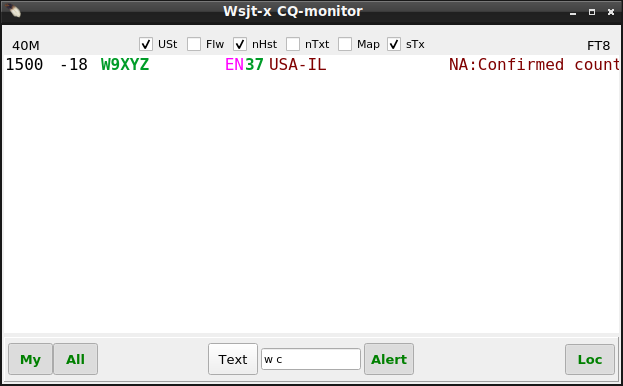 Wsjt-x CQ-monitor
40M USt Flw nHst nTxt Map sTx FT8
1500 -18 W9XYZ EN37 USA-IL NA:Confirmed count
My All Text w c Alert Loc